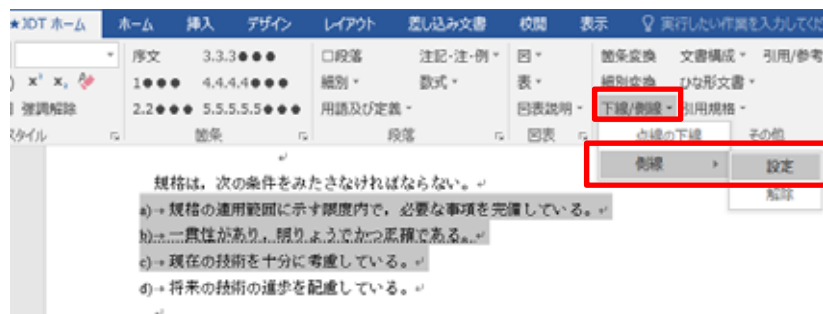 ★JDT ホーム ホーム 挿入 デザイン レイアウト 差し込み文書 校閲 表示 実行したい作業を入力してくだ
序文 3.3.3●●● 口段落 注記-注-例 図 箇条変換 文書構成 引用/参考
x² x₂ 1●●● 4.4.4.4●●● 細別 数式 表 細別変換 ひな形文書
強調解除 2.2●●● 5.5.5.5.5●●● 用語及び定義 図表説明 下線/側線 引用規格
スタイル 箇条 段落 図表 点線の下線 その他
側線 設定
解除
規格は，次の条件をみたさなければならない。
a)→規格の適用範囲に示す限度内で，必要な事項を完備している。
b)→一貫性があり，明りょうでかつ正確である。
c)→現在の技術を十分に考慮している。
d)→将来の技術の進歩を配慮している。